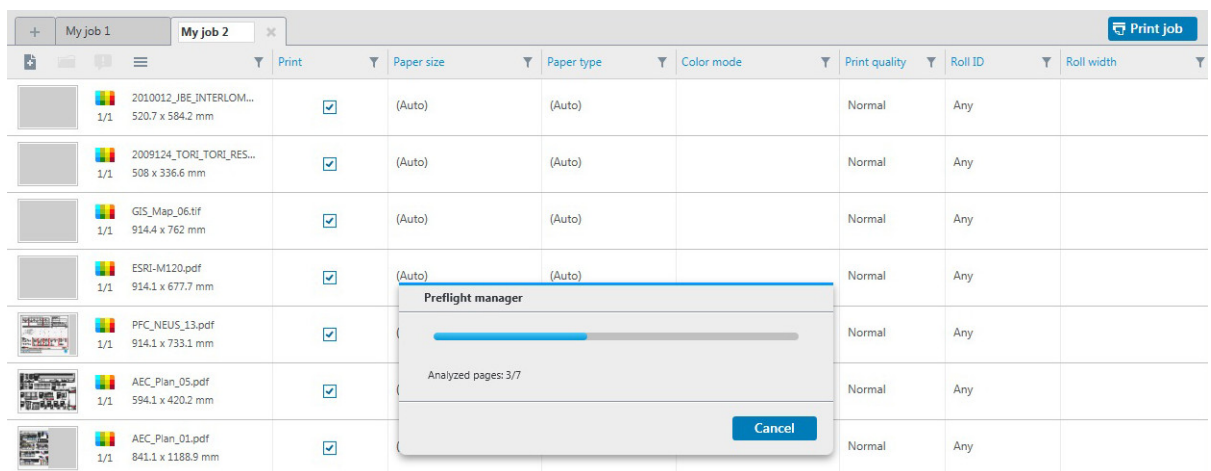 + My job 1 My job 2 ×
Print job
Print Paper size Paper type Color mode Print quality Roll ID Roll width
2010012_JBE_INTERLOM... (Auto) (Auto) Normal Any
1/1 520.7 x 584.2 mm
2009124_TORI_TORI_RES... (Auto) (Auto) Normal Any
1/1 508 x 336.6 mm
GIS_Map_06.tif (Auto) (Auto) Normal Any
1/1 914.4 x 762 mm
ESRI-M120.pdf (Auto) (Auto) Normal Any
1/1 914.1 x 677.7 mm
Preflight manager
PFC_NEUS_13.pdf Normal Any
1/1 914.1 x 733.1 mm
Analyzed pages: 3/7
AEC_Plan_05.pdf Normal Any
1/1 594.1 x 420.2 mm
Cancel
AEC_Plan_01.pdf Normal Any
1/1 841.1 x 1188.9 mm